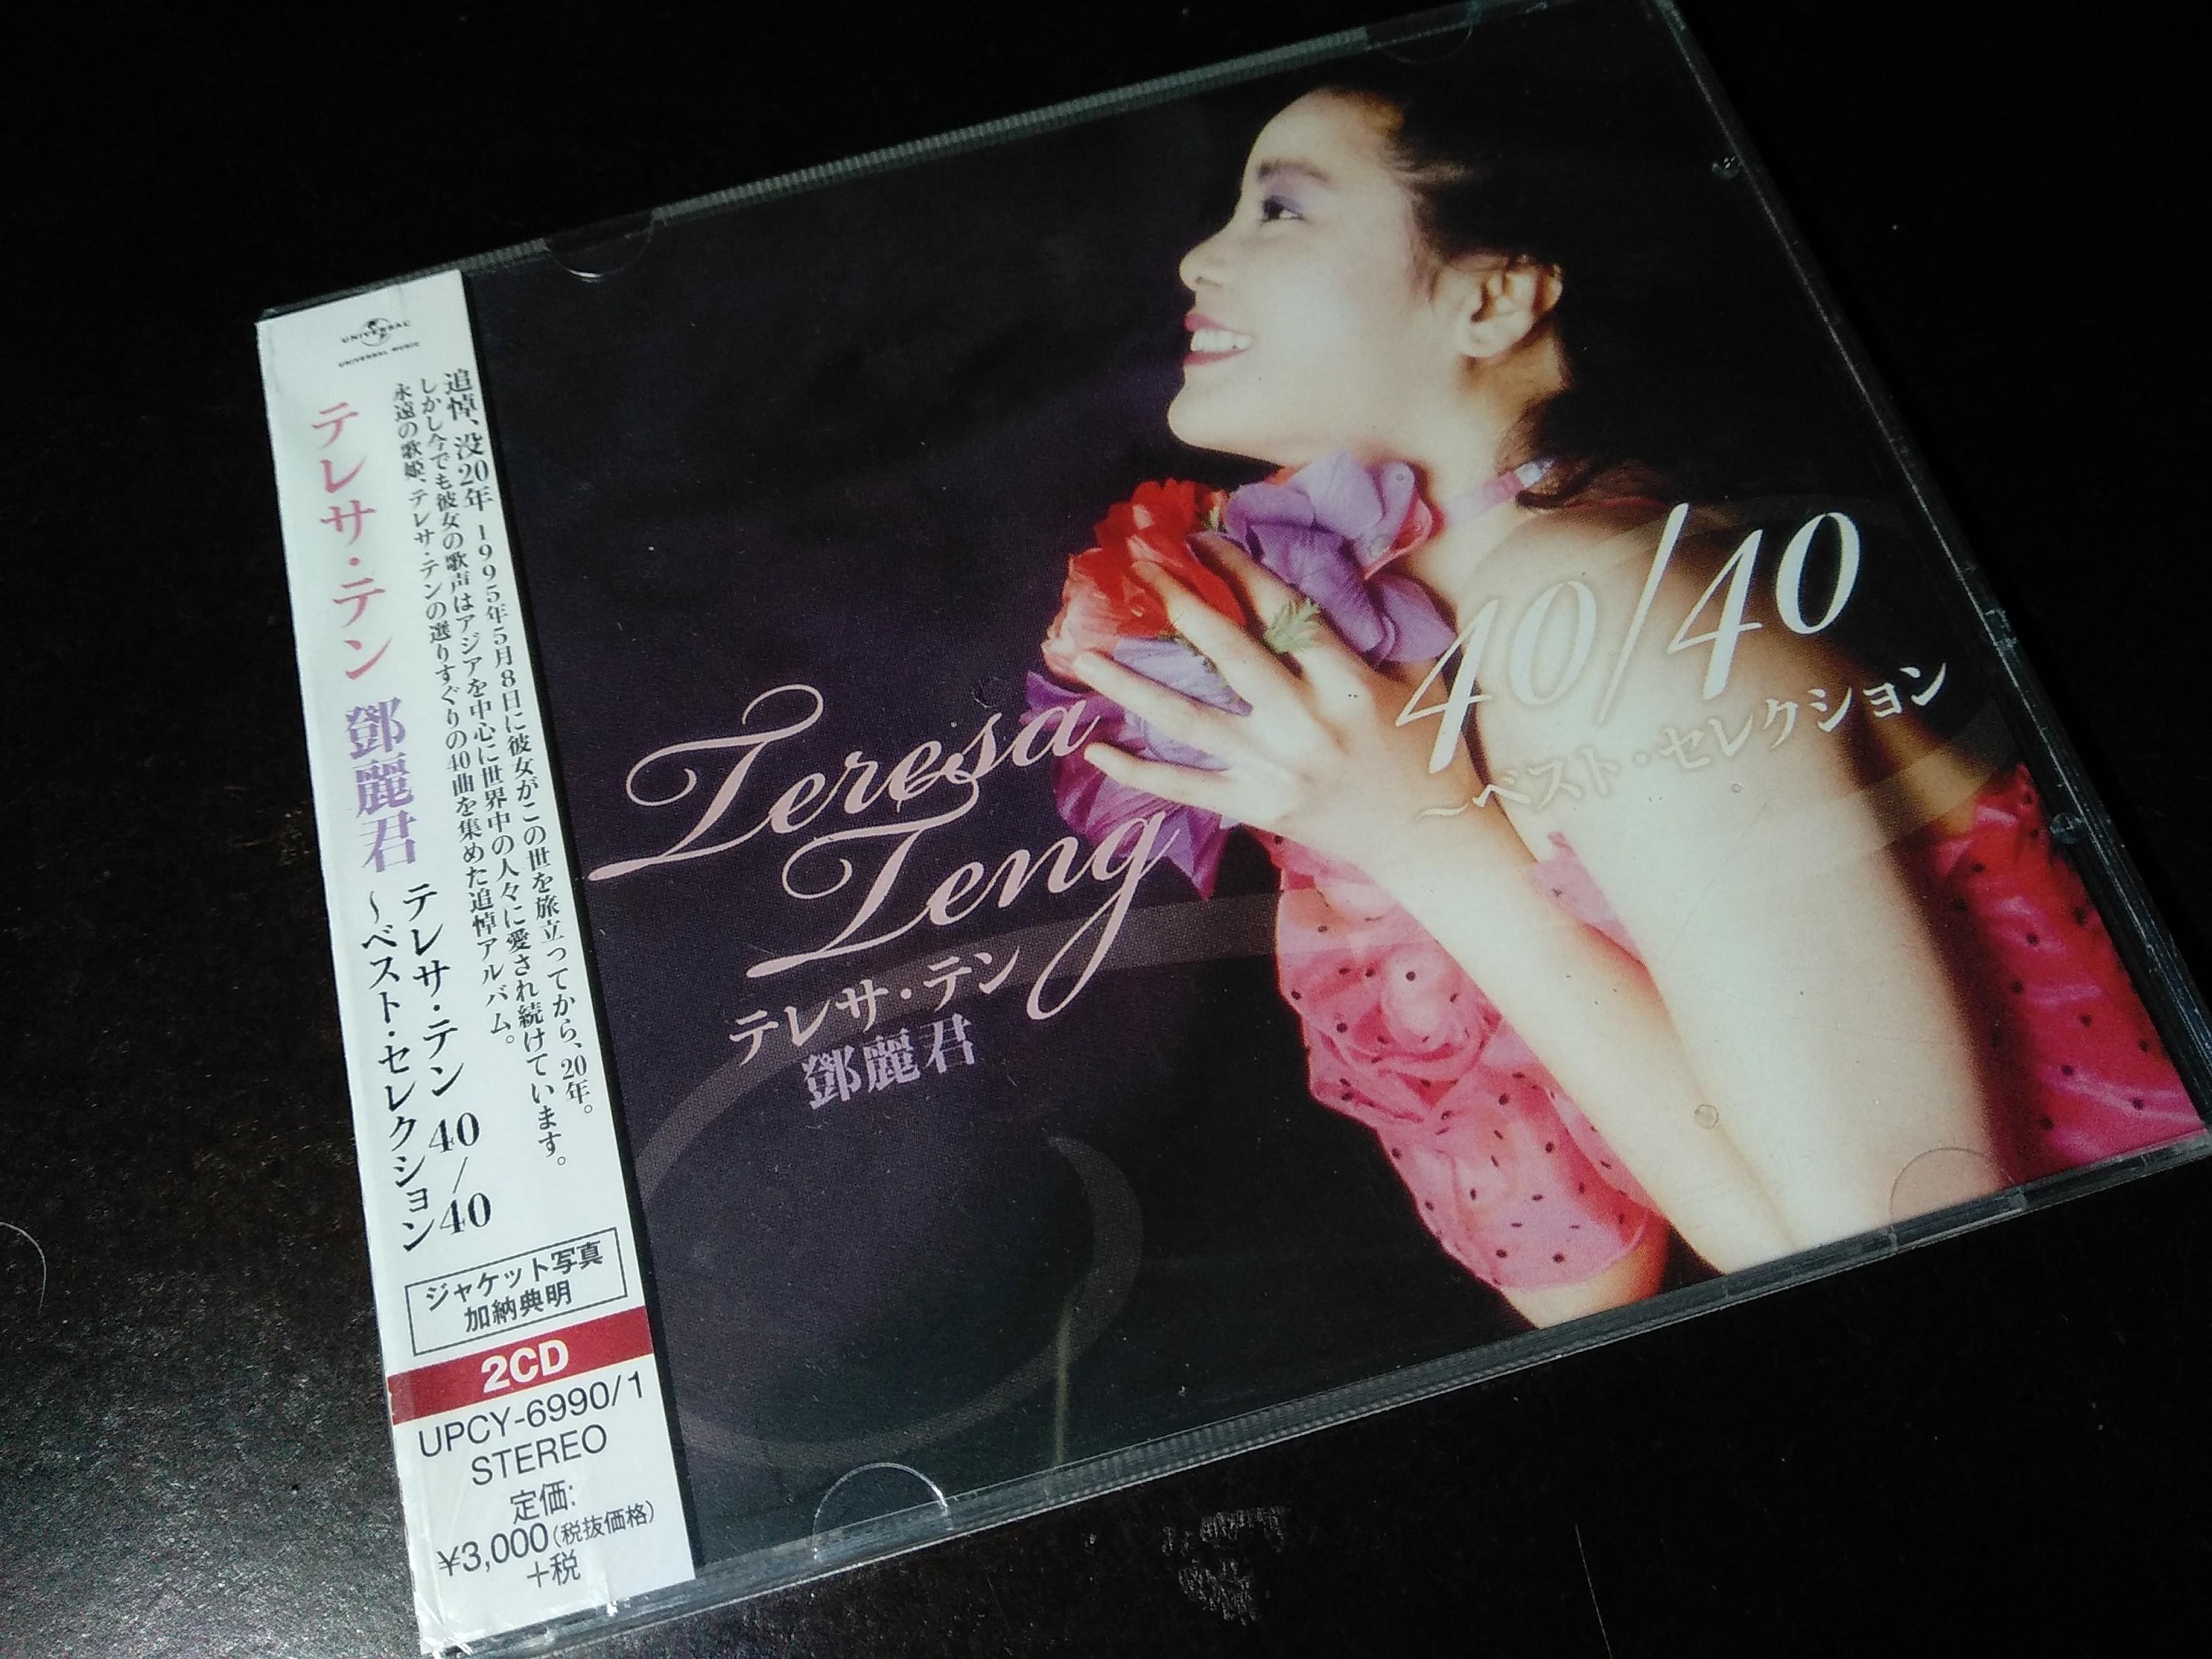 UNIVERSAL
UNIVERSAL MUSIC
追悼、没20年 1995年5月8日に彼女がこの世を旅立ってから、20年。
しかし今でも彼女の歌声はアジアを中心に世界中の人々に愛され続けています。
永遠の歌姫、テレサ・テンの選りすぐりの40曲を集めた追悼アルバム。
テレサ・テン 鄧麗君
テレサ・テン 40/40
～ベスト・セレクション
ジャケット写真
加納典明
2CD
UPCY-6990/1
STEREO
定価:
¥3,000(税抜価格)
+税
Teresa
Teng
テレサ・テン
鄧麗君
40/40
～ベスト・セレクション